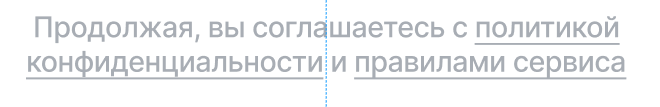 Продолжая, вы соглашаетесь с политикой
конфиденциальности и правилами сервиса